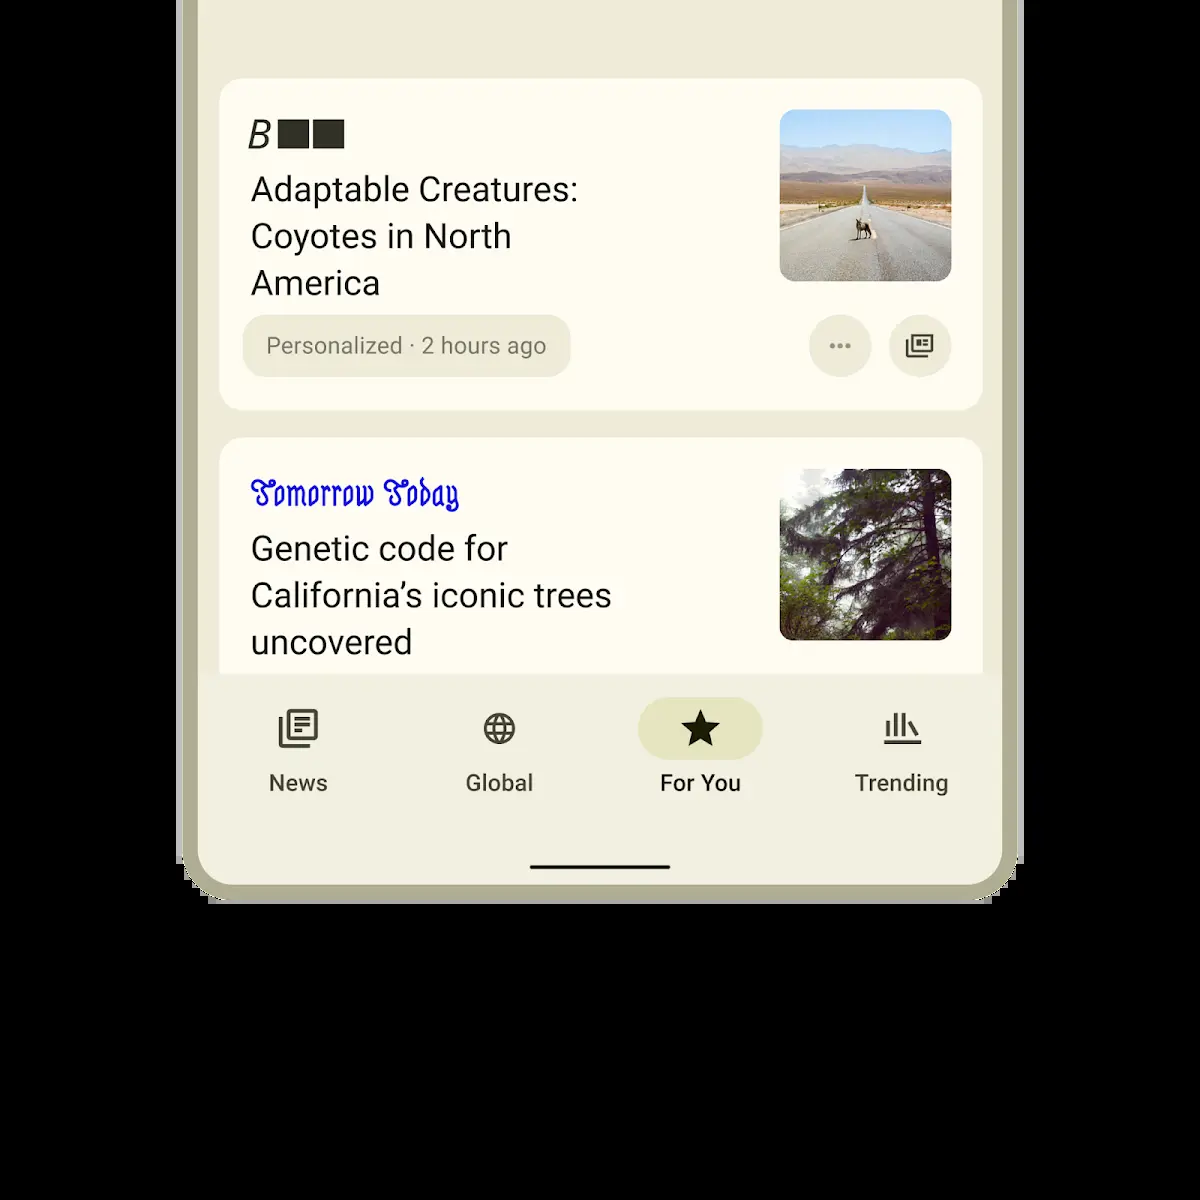 B
Adaptable Creatures:
Coyotes in North
America
Personalized · 2 hours ago
Tomorrow Today
Genetic code for
California’s iconic trees
uncovered
News
Global
For You
Trending